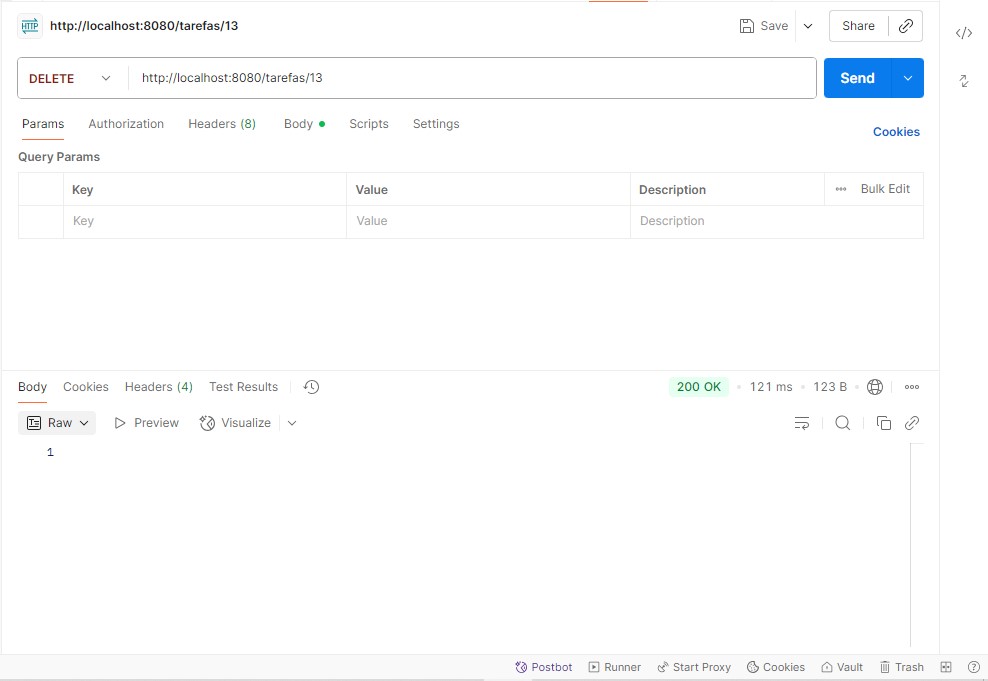 HTTP http://localhost:8080/tarefas/13 Save Share
DELETE http://localhost:8080/tarefas/13 Send
Params Authorization Headers (8) Body Scripts Settings Cookies
Query Params
Key Value Description Bulk Edit
Key Value Description
Body Cookies Headers (4) Test Results 200 OK 121 ms 123 B
Raw Preview Visualize
1
Postbot Runner Start Proxy Cookies Vault Trash